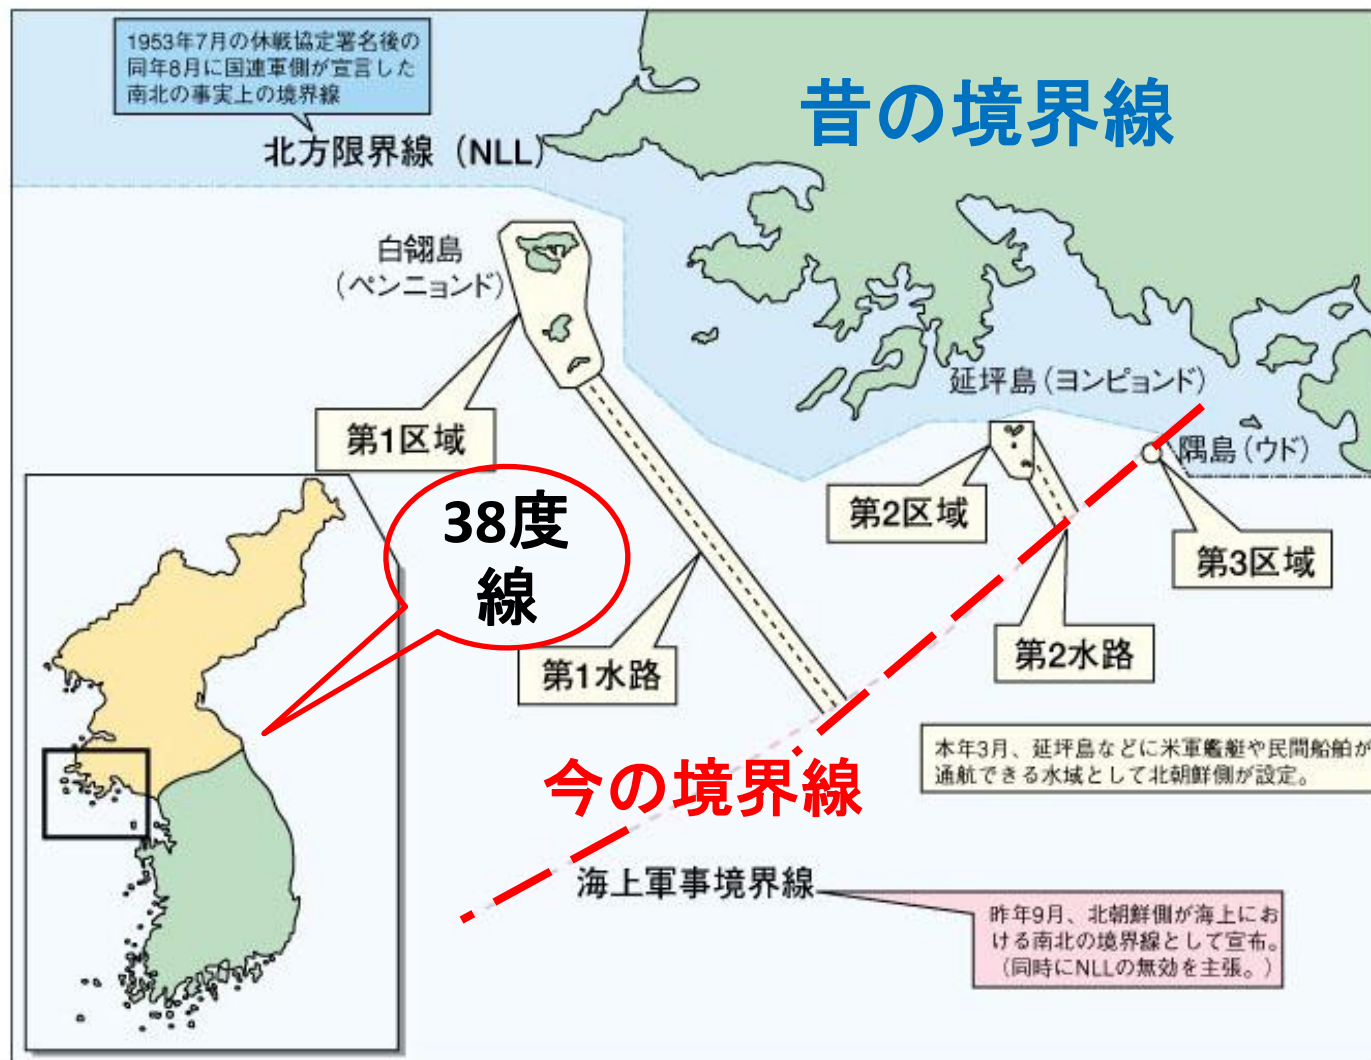 1953年7月の休戦協定署名後の
同年8月に国連軍側が宣言した
南北の事実上の境界線
昔の境界線
北方限界線（NLL）
白翎島
（ペンニョンド）
延坪島（ヨンピョンド）
第1区域
隅島（ウド）
38度
線
第2区域
第3区域
第1水路
第2水路
本年3月、延坪島などに米軍艦艇や民間船舶が
通航できる水域として北朝鮮側が設定。
今の境界線
海上軍事境界線
昨年9月、北朝鮮側が海上にお
ける南北の境界線として宣布。
（同時にNLLの無効を主張。）